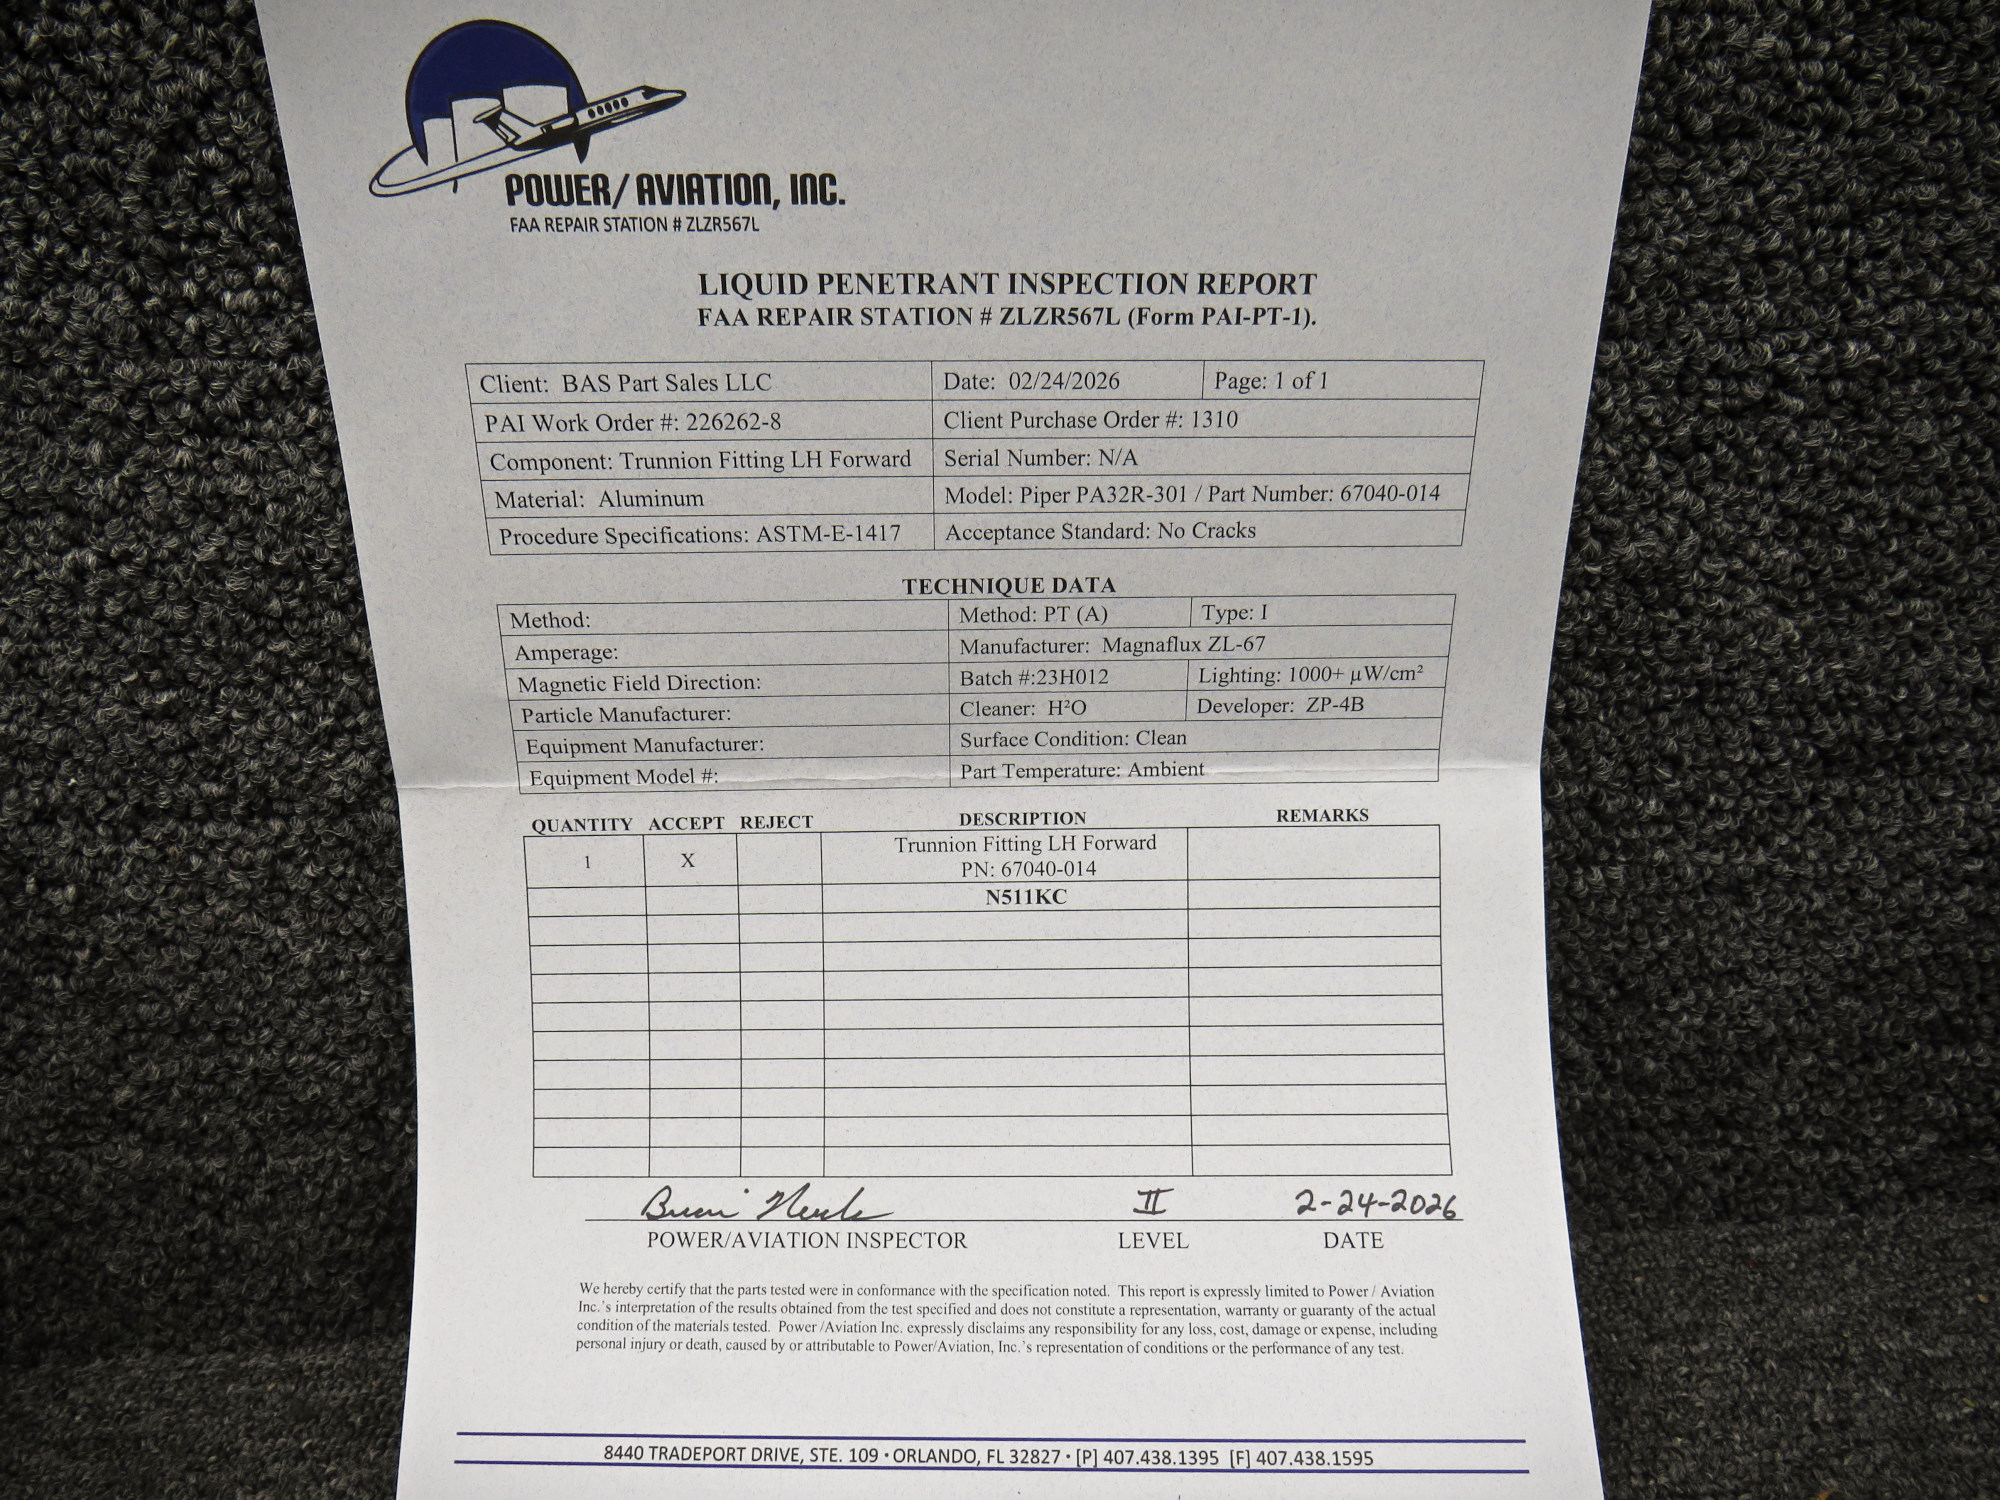 POWER/ AVIATION, INC.
FAA REPAIR STATION # ZLZR567L
LIQUID PENETRANT INSPECTION REPORT
FAA REPAIR STATION # ZLZR567L (Form PAI-PT-1).
Client: BAS Part Sales LLC Date: 02/24/2026 Page: 1 of 1
PAI Work Order #: 226262-8 Client Purchase Order #: 1310
Component: Trunnion Fitting LH Forward Serial Number: N/A
Material: Aluminum Model: Piper PA32R-301 / Part Number: 67040-014
Procedure Specifications: ASTM-E-1417 Acceptance Standard: No Cracks
TECHNIQUE DATA
Method: Method: PT (A) Type: I
Amperage: Manufacturer: Magnaflux ZL-67
Magnetic Field Direction: Batch #:23H012 Lighting: 1000+ µW/cm²
Particle Manufacturer: Cleaner: H²O Developer: ZP-4B
Equipment Manufacturer: Surface Condition: Clean
Equipment Model #: Part Temperature: Ambient
QUANTITY ACCEPT REJECT DESCRIPTION REMARKS
1 X Trunnion Fitting LH Forward
PN: 67040-014
N511KC
II 2-24-2026
POWER/AVIATION INSPECTOR LEVEL DATE
We hereby certify that the parts tested were in conformance with the specification noted. This report is expressly limited to Power / Aviation
Inc.'s interpretation of the results obtained from the test specified and does not constitute a representation, warranty or guaranty of the actual
condition of the materials tested. Power /Aviation Inc. expressly disclaims any responsibility for any loss, cost, damage or expense, including
personal injury or death, caused by or attributable to Power/Aviation, Inc.'s representation of conditions or the performance of any test.
8440 TRADEPORT DRIVE, STE. 109 • ORLANDO, FL 32827 • [P] 407.438.1395 [F] 407.438.1595